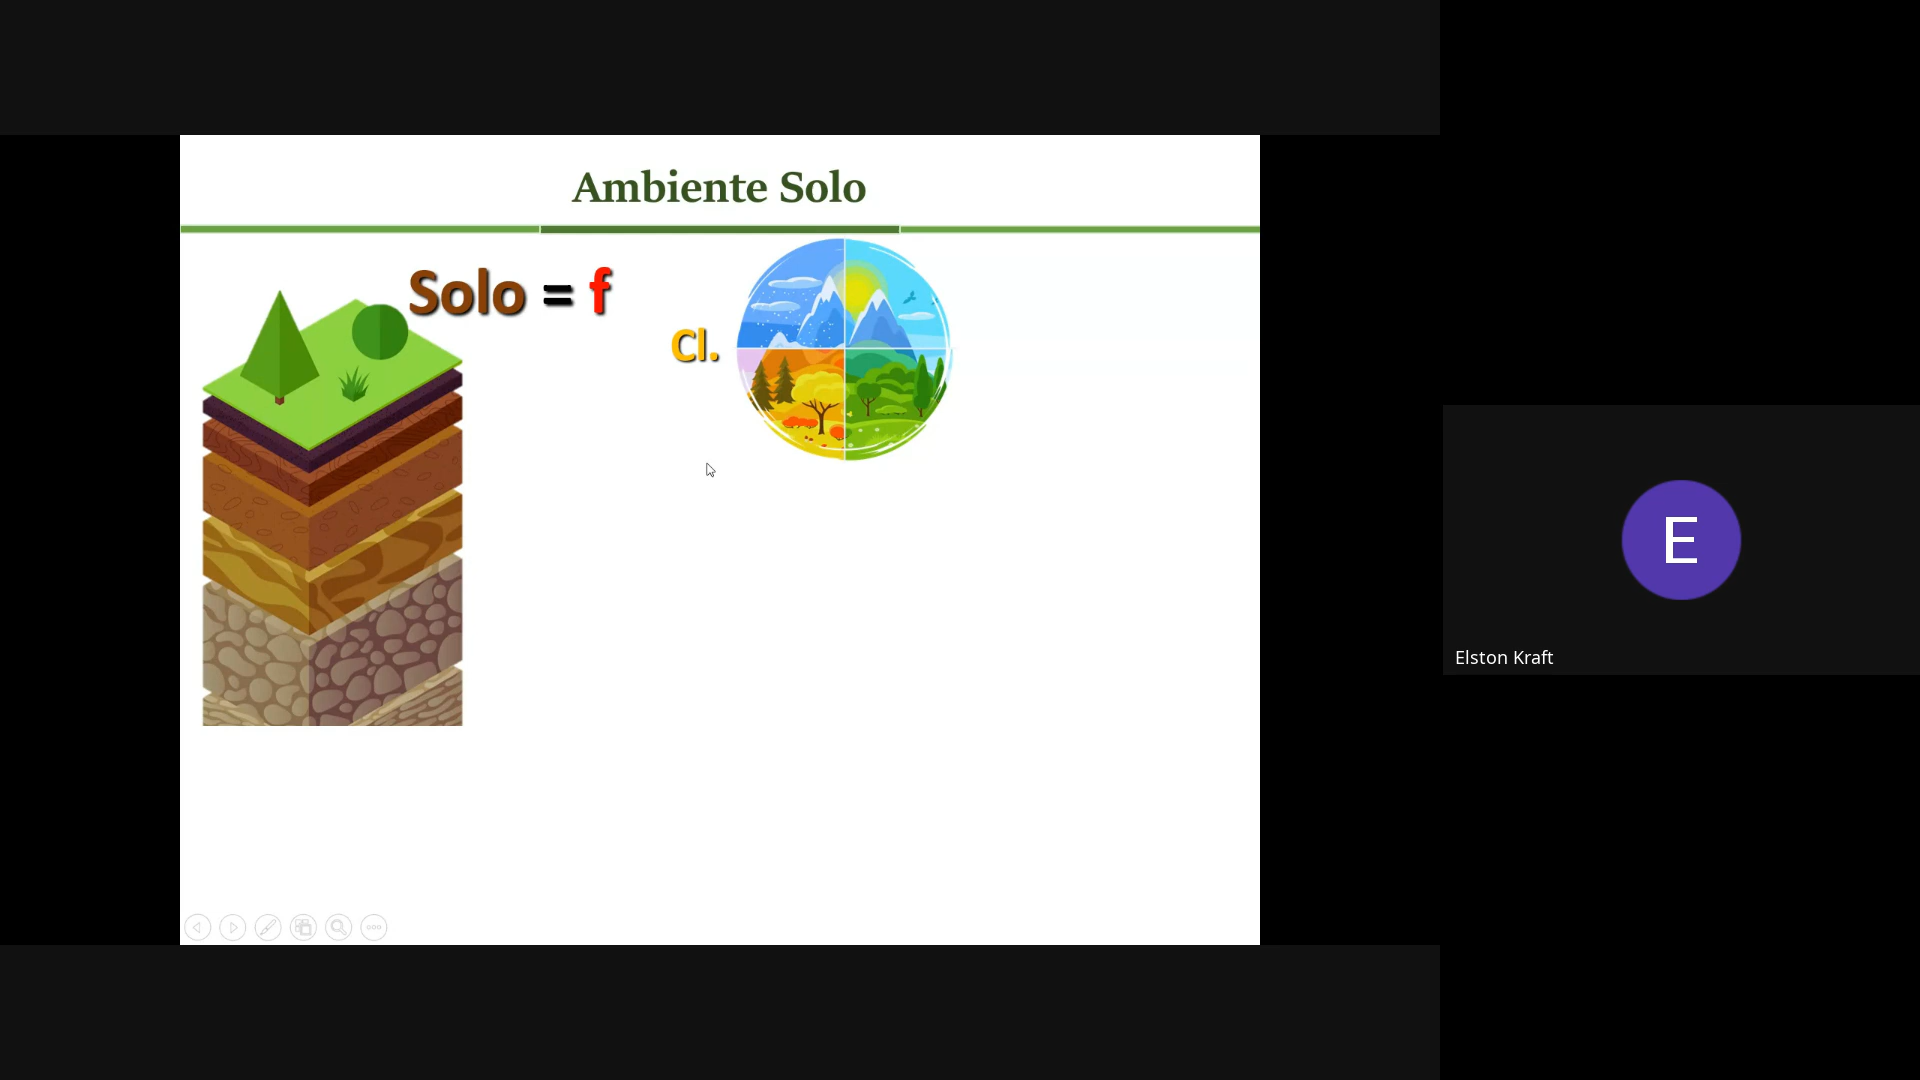 Ambiente Solo
Solo = f
Cl.
E
Elston Kraft